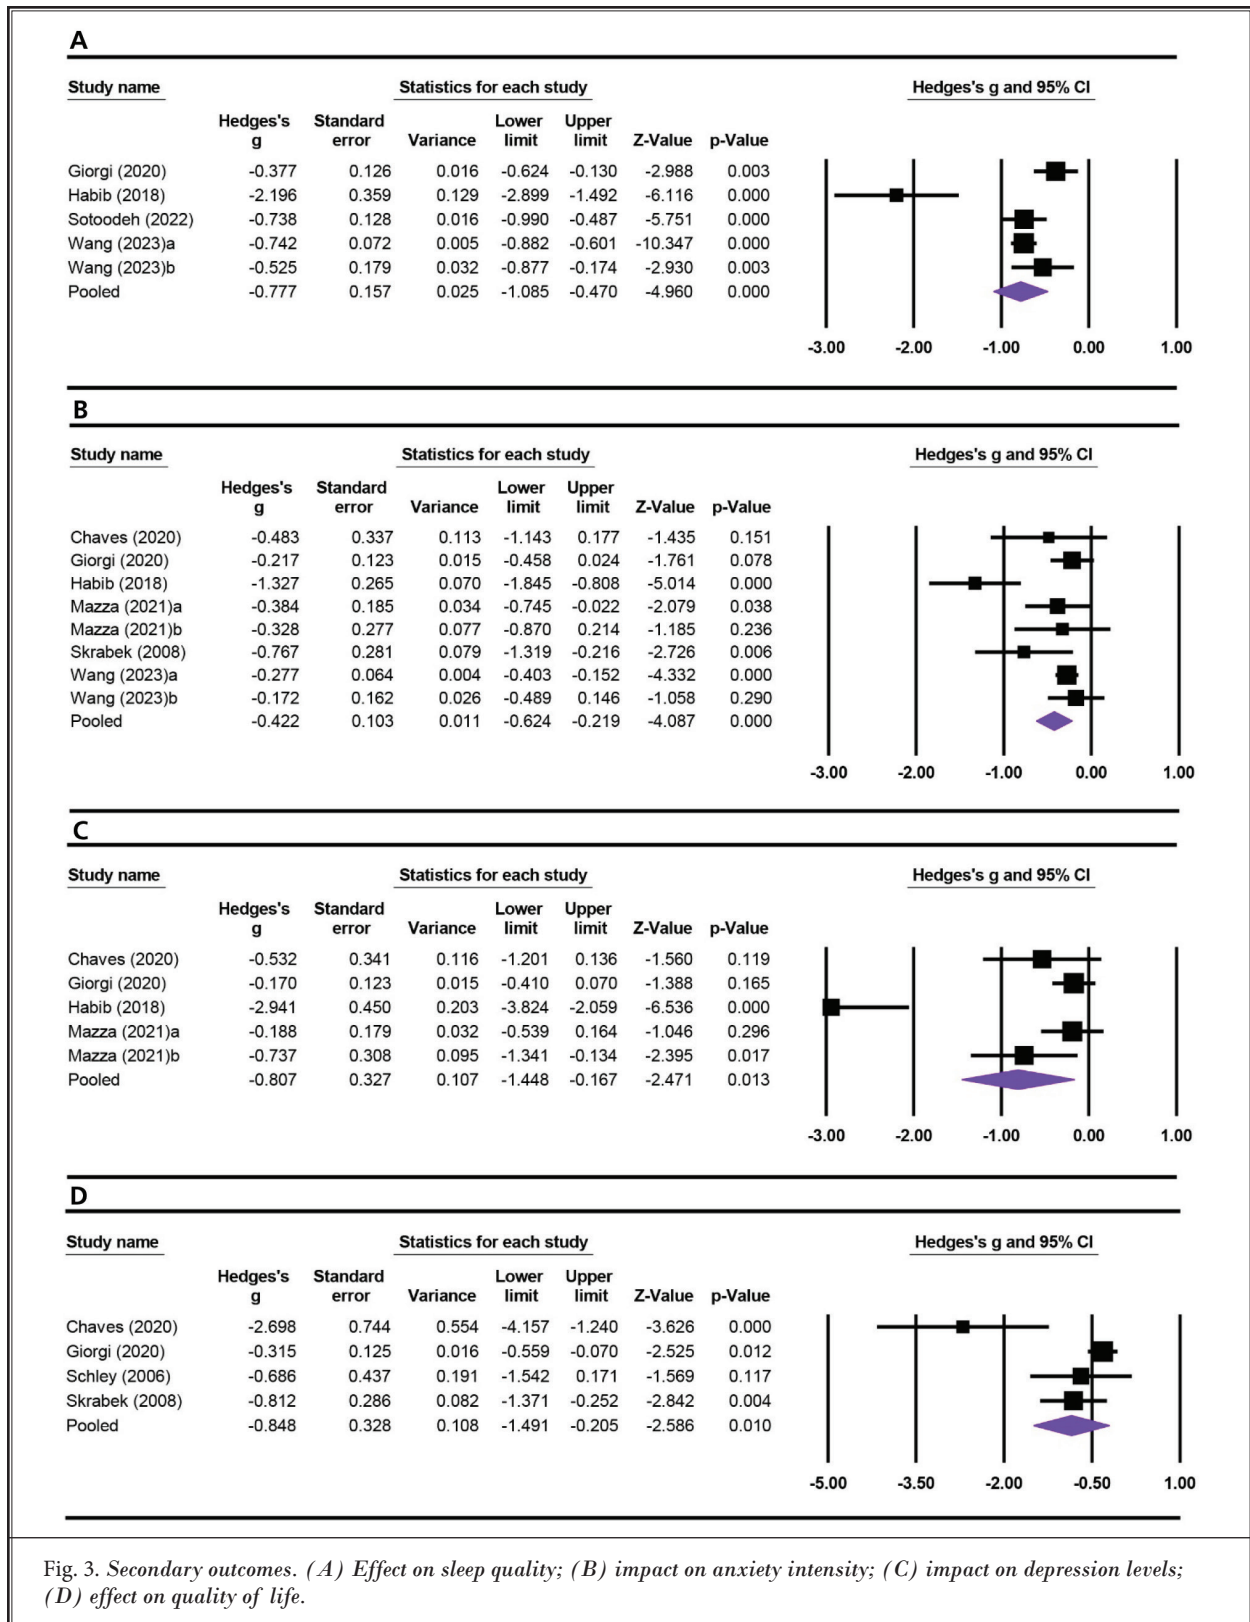 A
Study name Statistics for each study Hedges's g and 95% CI
Hedges's Standard Lower Upper
g error Variance limit limit Z-Value p-Value
Giorgi (2020) -0.377 0.126 0.016 -0.624 -0.130 -2.988 0.003
Habib (2018) -2.196 0.359 0.129 -2.899 -1.492 -6.116 0.000
Sotoodeh (2022) -0.738 0.128 0.016 -0.990 -0.487 -5.751 0.000
Wang (2023)a -0.742 0.072 0.005 -0.882 -0.601 -10.347 0.000
Wang (2023)b -0.525 0.179 0.032 -0.877 -0.174 -2.930 0.003
Pooled -0.777 0.157 0.025 -1.085 -0.470 -4.960 0.000
-3.00 -2.00 -1.00 0.00 1.00
B
Study name Statistics for each study Hedges's g and 95% CI
Hedges's Standard Lower Upper
g error Variance limit limit Z-Value p-Value
Chaves (2020) -0.483 0.337 0.113 -1.143 0.177 -1.435 0.151
Giorgi (2020) -0.217 0.123 0.015 -0.458 0.024 -1.761 0.078
Habib (2018) -1.327 0.265 0.070 -1.845 -0.808 -5.014 0.000
Mazza (2021)a -0.384 0.185 0.034 -0.745 -0.022 -2.079 0.038
Mazza (2021)b -0.328 0.277 0.077 -0.870 0.214 -1.185 0.236
Skrabek (2008) -0.767 0.281 0.079 -1.319 -0.216 -2.726 0.006
Wang (2023)a -0.277 0.064 0.004 -0.403 -0.152 -4.332 0.000
Wang (2023)b -0.172 0.162 0.026 -0.489 0.146 -1.058 0.290
Pooled -0.422 0.103 0.011 -0.624 -0.219 -4.087 0.000
-3.00 -2.00 -1.00 0.00 1.00
C
Study name Statistics for each study Hedges's g and 95% CI
Hedges's Standard Lower Upper
g error Variance limit limit Z-Value p-Value
Chaves (2020) -0.532 0.341 0.116 -1.201 0.136 -1.560 0.119
Giorgi (2020) -0.170 0.123 0.015 -0.410 0.070 -1.388 0.165
Habib (2018) -2.941 0.450 0.203 -3.824 -2.059 -6.536 0.000
Mazza (2021)a -0.188 0.179 0.032 -0.539 0.164 -1.046 0.296
Mazza (2021)b -0.737 0.308 0.095 -1.341 -0.134 -2.395 0.017
Pooled -0.807 0.327 0.107 -1.448 -0.167 -2.471 0.013
-3.00 -2.00 -1.00 0.00 1.00
D
Study name Statistics for each study Hedges's g and 95% CI
Hedges's Standard Lower Upper
g error Variance limit limit Z-Value p-Value
Chaves (2020) -2.698 0.744 0.554 -4.157 -1.240 -3.626 0.000
Giorgi (2020) -0.315 0.125 0.016 -0.559 -0.070 -2.525 0.012
Schley (2006) -0.686 0.437 0.191 -1.542 0.171 -1.569 0.117
Skrabek (2008) -0.812 0.286 0.082 -1.371 -0.252 -2.842 0.004
Pooled -0.848 0.328 0.108 -1.491 -0.205 -2.586 0.010
-5.00 -3.50 -2.00 -0.50 1.00
Fig. 3. Secondary outcomes. (A) Effect on sleep quality; (B) impact on anxiety intensity; (C) impact on depression levels;
(D) effect on quality of life.